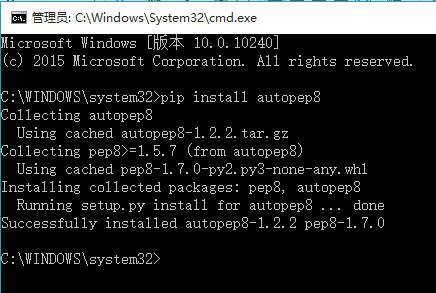 管理员: C:\Windows\System32\cmd.exe
Microsoft Windows [版本 10.0.10240]
(c) 2015 Microsoft Corporation. All rights reserved.
C:\WINDOWS\system32>pip install autopep8
Collecting autopep8
  Using cached autopep8-1.2.2.tar.gz
Collecting pep8>=1.5.7 (from autopep8)
  Using cached pep8-1.7.0-py2.py3-none-any.whl
Installing collected packages: pep8, autopep8
  Running setup.py install for autopep8 ... done
Successfully installed autopep8-1.2.2 pep8-1.7.0
C:\WINDOWS\system32>